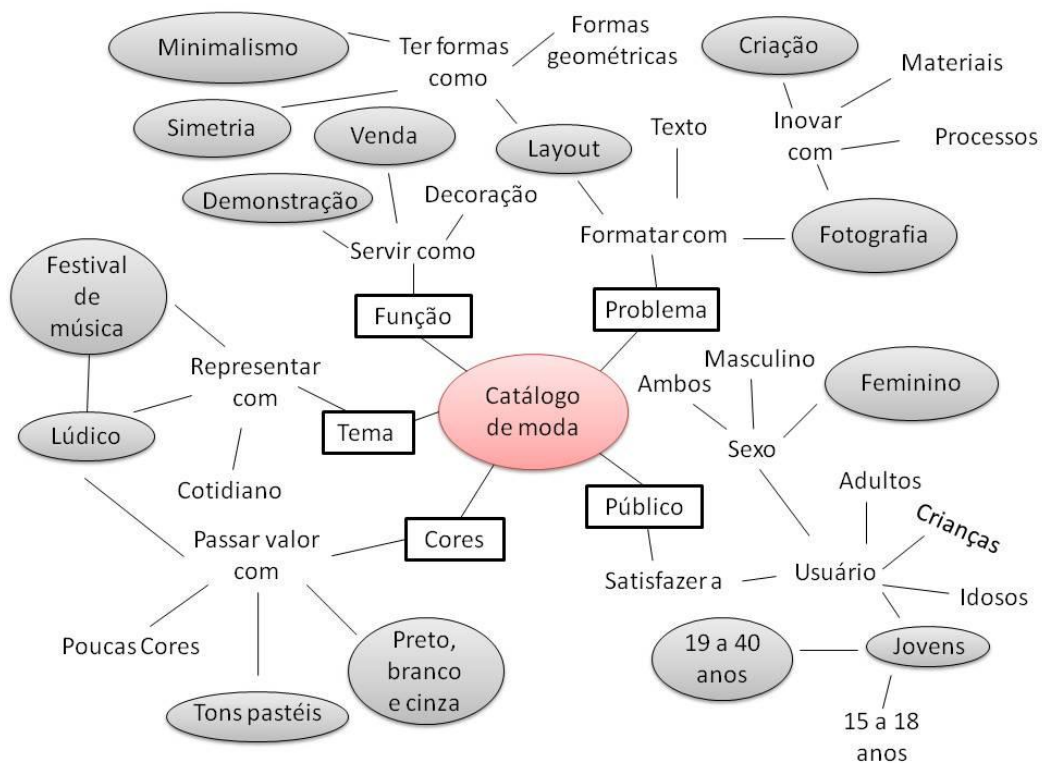 Minimalismo
Ter formas
como
Formas
geométricas
Criação
Materiais
Simetria
Venda
Layout
Texto
Inovar
com
Processos
Demonstração
Decoração
Servir como
Formatar com
Fotografia
Festival
de
música
Função
Problema
Representar
com
Masculino
Ambos
Feminino
Catálogo
de moda
Lúdico
Tema
Sexo
Cotidiano
Adultos
Público
Crianças
Passar valor
com
Cores
Satisfazer a
Usuário
Idosos
Poucas Cores
Preto,
branco
e cinza
19 a 40
anos
Jovens
Tons pastéis
15 a 18
anos